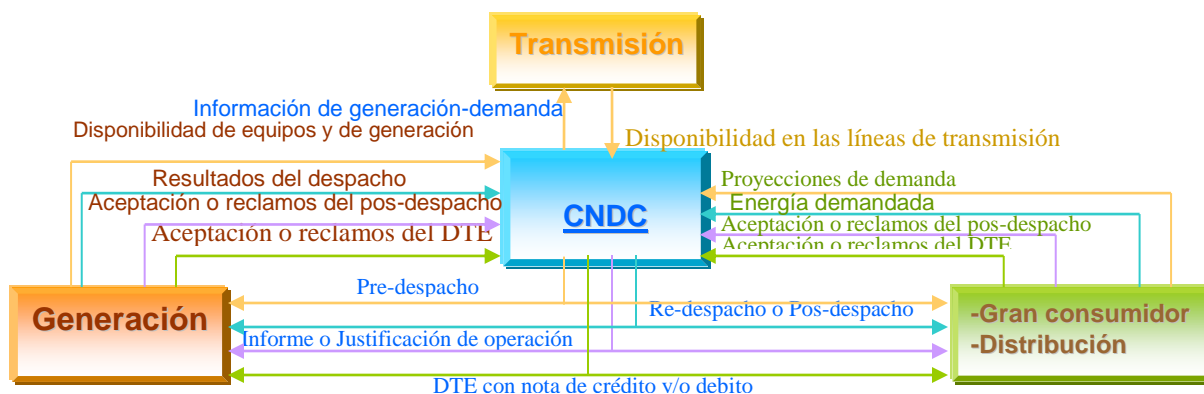 Transmisión
Información de generación-demanda
Disponibilidad de equipos y de generación
Disponibilidad en las líneas de transmisión
Resultados del despacho
Aceptación o reclamos del pos-despacho
Aceptación o reclamos del DTE
CNDC
Proyecciones de demanda
Energía demandada
Aceptación o reclamos del pos-despacho
Aceptación o reclamos del DTE
Pre-despacho
Re-despacho o Pos-despacho
Informe o Justificación de operación
DTE con nota de crédito y/o debito
Generación
-Gran consumidor
-Distribución